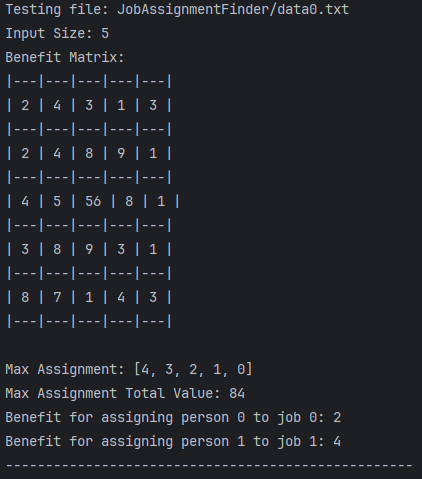 Testing file: JobAssignmentFinder/data0.txt
Input Size: 5
Benefit Matrix:
|---|---|---|---|---|
| 2 | 4 | 3 | 1 | 3 |
|---|---|---|---|---|
| 2 | 4 | 8 | 9 | 1 |
|---|---|---|---|---|
| 4 | 5 | 56 | 8 | 1 |
|---|---|---|---|---|
| 3 | 8 | 9 | 3 | 1 |
|---|---|---|---|---|
| 8 | 7 | 1 | 4 | 3 |
|---|---|---|---|---|
Max Assignment: [4, 3, 2, 1, 0]
Max Assignment Total Value: 84
Benefit for assigning person 0 to job 0: 2
Benefit for assigning person 1 to job 1: 4
---------------------------------------------------